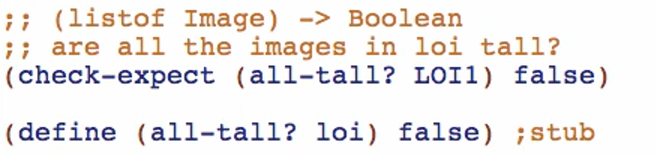 ;; (listof Image) -> Boolean
;; are all the images in loi tall?
(check-expect (all-tall? LOI1) false)
(define (all-tall? loi) false) ;stub